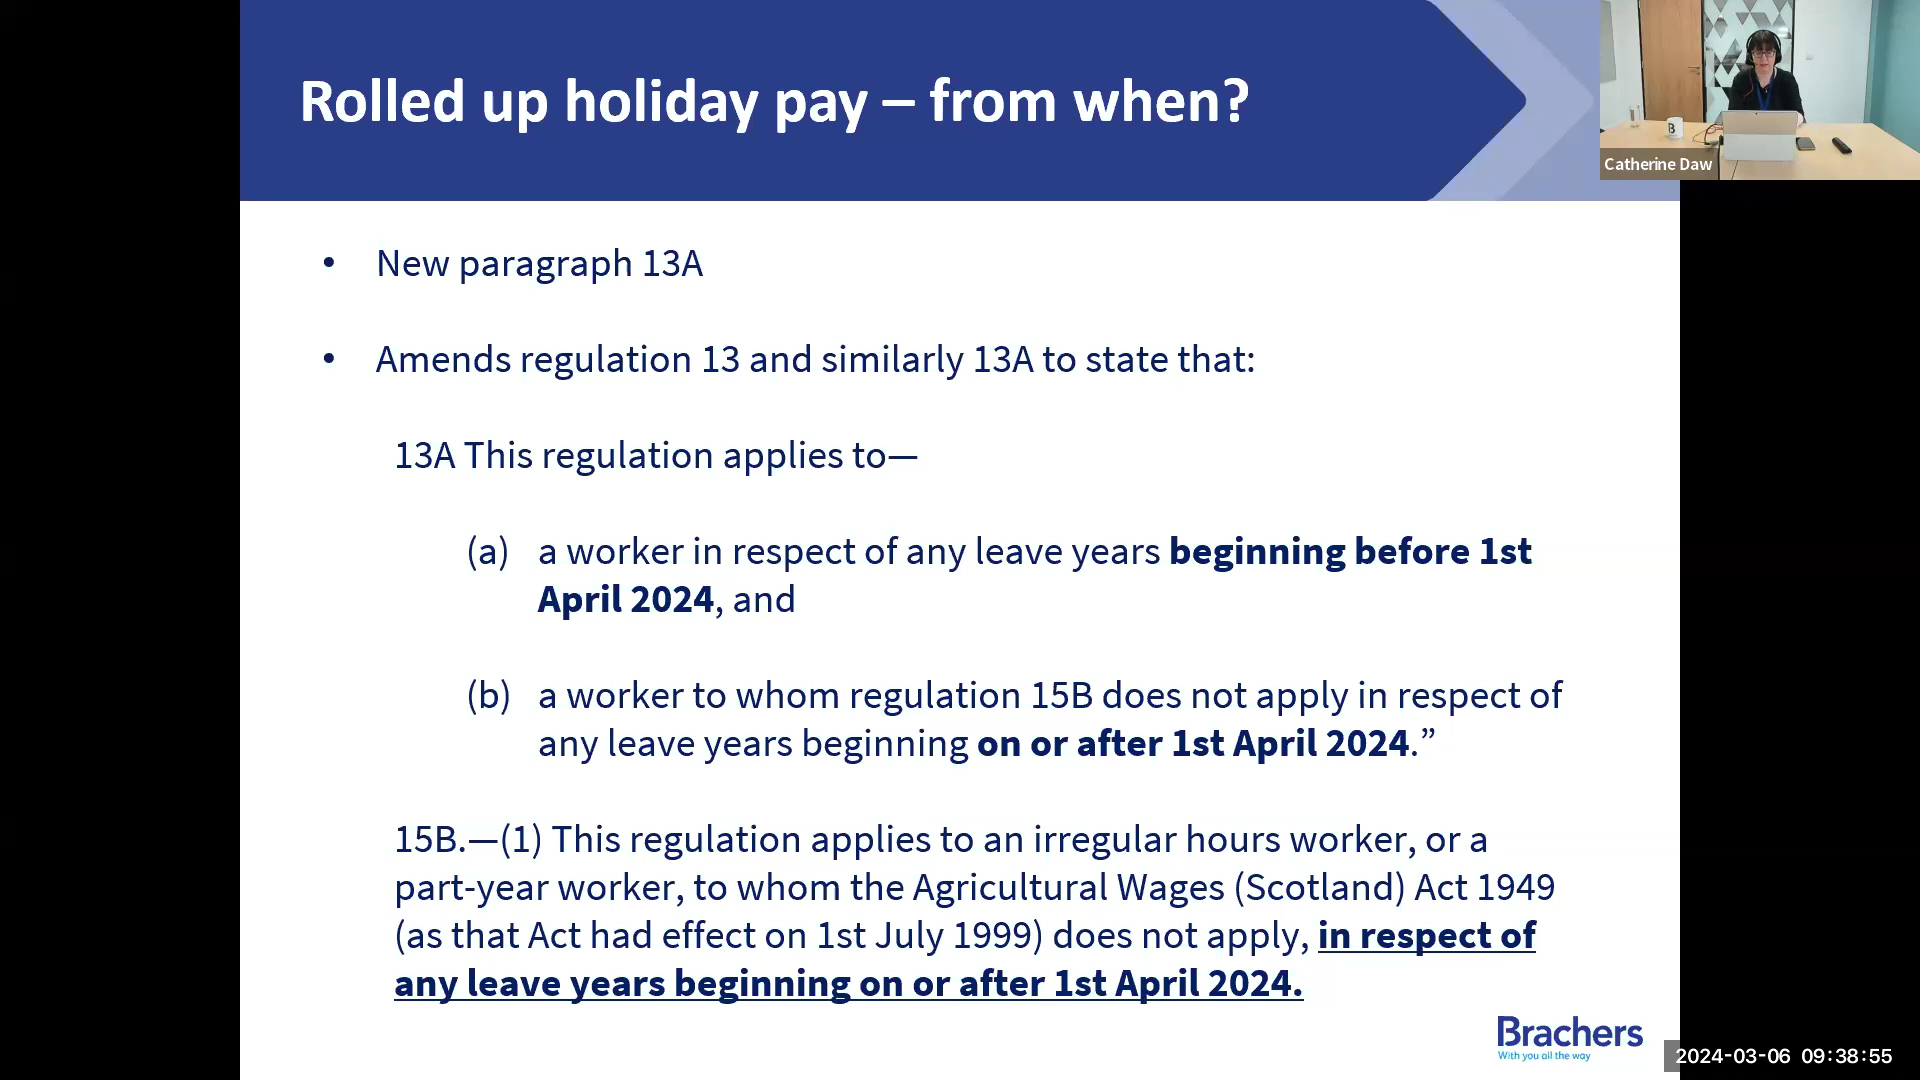 Rolled up holiday pay – from when?
Catherine Daw
B
• New paragraph 13A
• Amends regulation 13 and similarly 13A to state that:
13A This regulation applies to—
(a) a worker in respect of any leave years beginning before 1st
April 2024, and
(b) a worker to whom regulation 15B does not apply in respect of
any leave years beginning on or after 1st April 2024.”
15B.—(1) This regulation applies to an irregular hours worker, or a
part-year worker, to whom the Agricultural Wages (Scotland) Act 1949
(as that Act had effect on 1st July 1999) does not apply, in respect of
any leave years beginning on or after 1st April 2024.
Brachers
With you all the way
2024-03-06 09:38:55